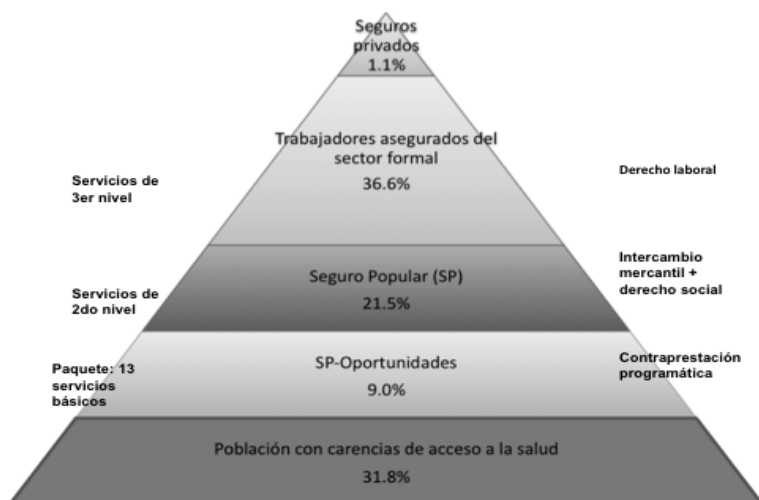 Seguros
privados
1.1%
Trabajadores asegurados del
sector formal
36.6%
Servicios de
3er nivel
Derecho laboral
Seguro Popular (SP)
21.5%
Servicios de
2do nivel
Intercambio
mercantil +
derecho social
SP-Oportunidades
9.0%
Paquete: 13
servicios
básicos
Contraprestación
programática
Población con carencias de acceso a la salud
31.8%